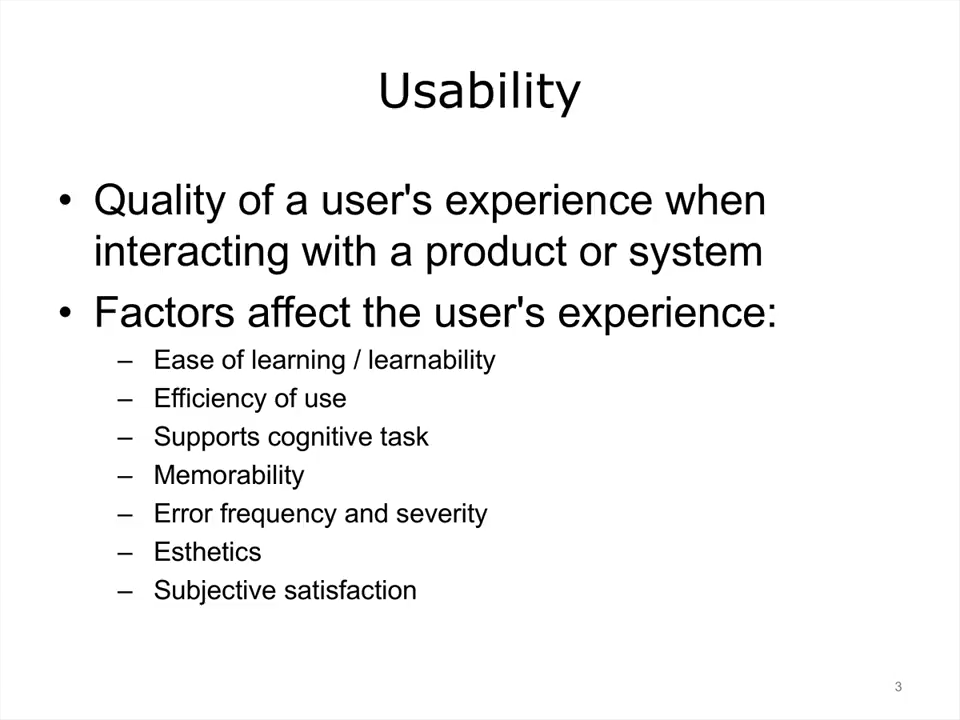 Usability
• Quality of a user's experience when
interacting with a product or system
• Factors affect the user's experience:
– Ease of learning / learnability
– Efficiency of use
– Supports cognitive task
– Memorability
– Error frequency and severity
– Esthetics
– Subjective satisfaction
3